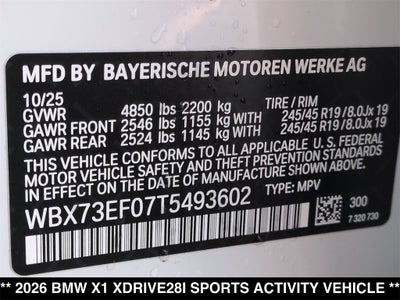 MFD BY BAYERISCHE MOTOREN WERKE AG
10/25 TIRE / RIM
GVWR 4850 lbs 2200 kg
GAWR FRONT 2546 lbs 1155 kg WITH 245/45 R19 /8.0Jx 19
GAWR REAR 2524 lbs 1145 kg WITH 245/45 R19 /8.0Jx 19
THIS VEHICLE CONFORMS TO ALL APPLICABLE U.S. FEDERAL
MOTOR VEHICLE SAFETY, BUMPER, AND THEFT PREVENTION STANDARDS
IN EFFECT ON THE DATE OF MANUFACTURE SHOWN ABOVE.
WBX73EF07T5493602 TYPE: MPV
300
7 320 730
** 2026 BMW X1 XDRIVE28I SPORTS ACTIVITY VEHICLE **